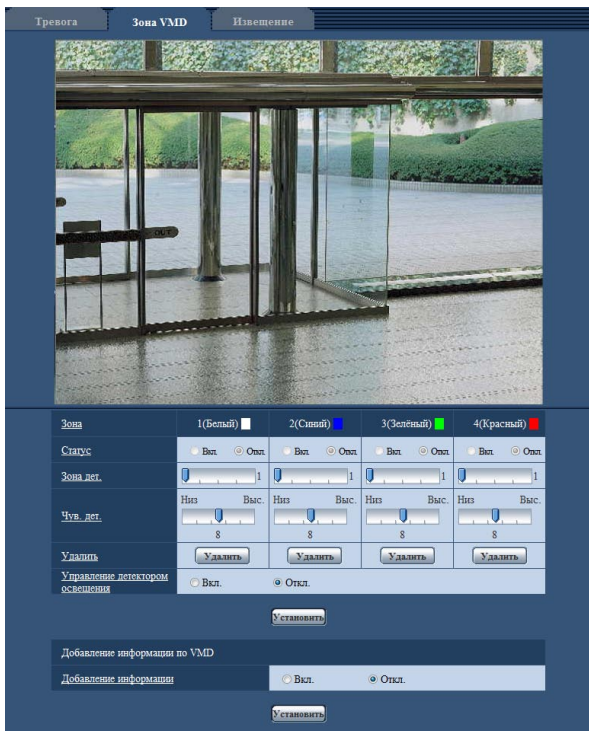 Тревога Зона VMD Извещение
OUT
Зона 1(Белый) 2(Синий) 3(Зелёный) 4(Красный)
Статус Вкл Откл Вкл Откл Вкл Откл Вкл Откл
Зона дет. 1 1 1 1
Низ Выс. Низ Выс. Низ Выс. Низ Выс.
Чув. дет.
8 8 8 8
Удалить Удалить Удалить Удалить Удалить
Управление детектором
освещения Вкл. Откл.
Установить
Добавление информации по VMD
Добавление информации Вкл. Откл.
Установить